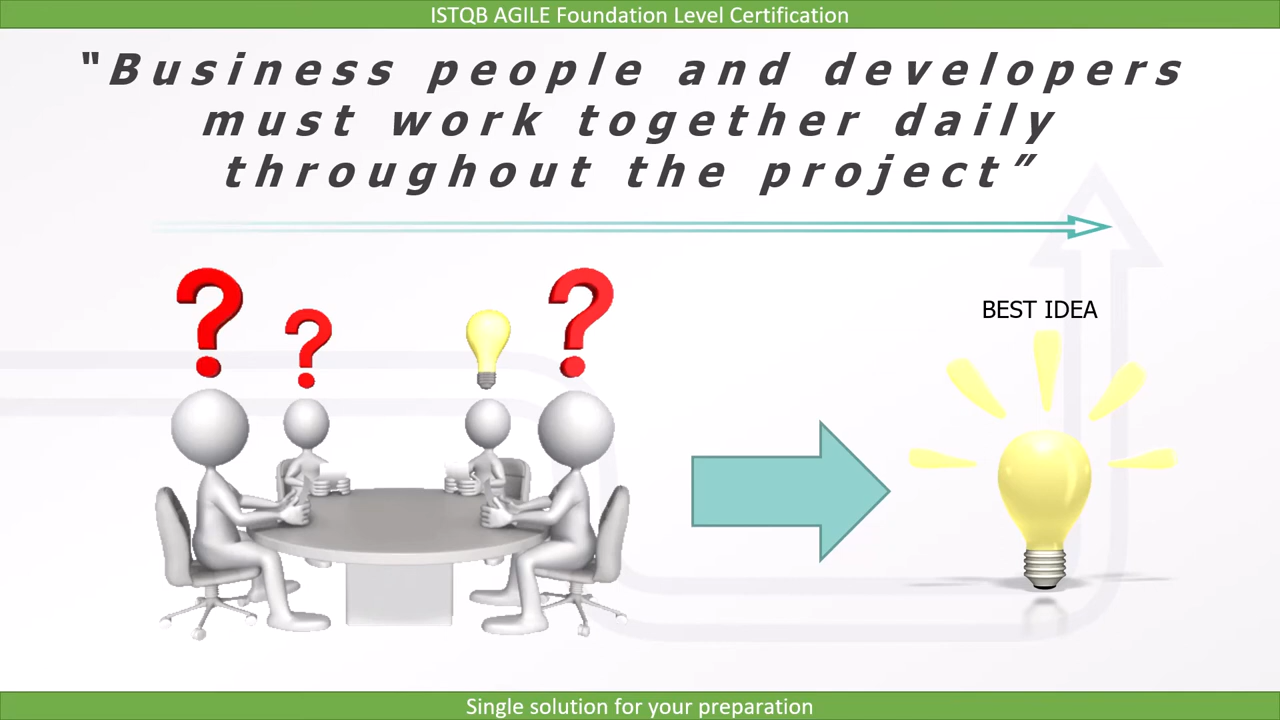 ISTQB AGILE Foundation Level Certification
“Business people and developers
must work together daily
throughout the project”
? ? ?
BEST IDEA
Single solution for your preparation